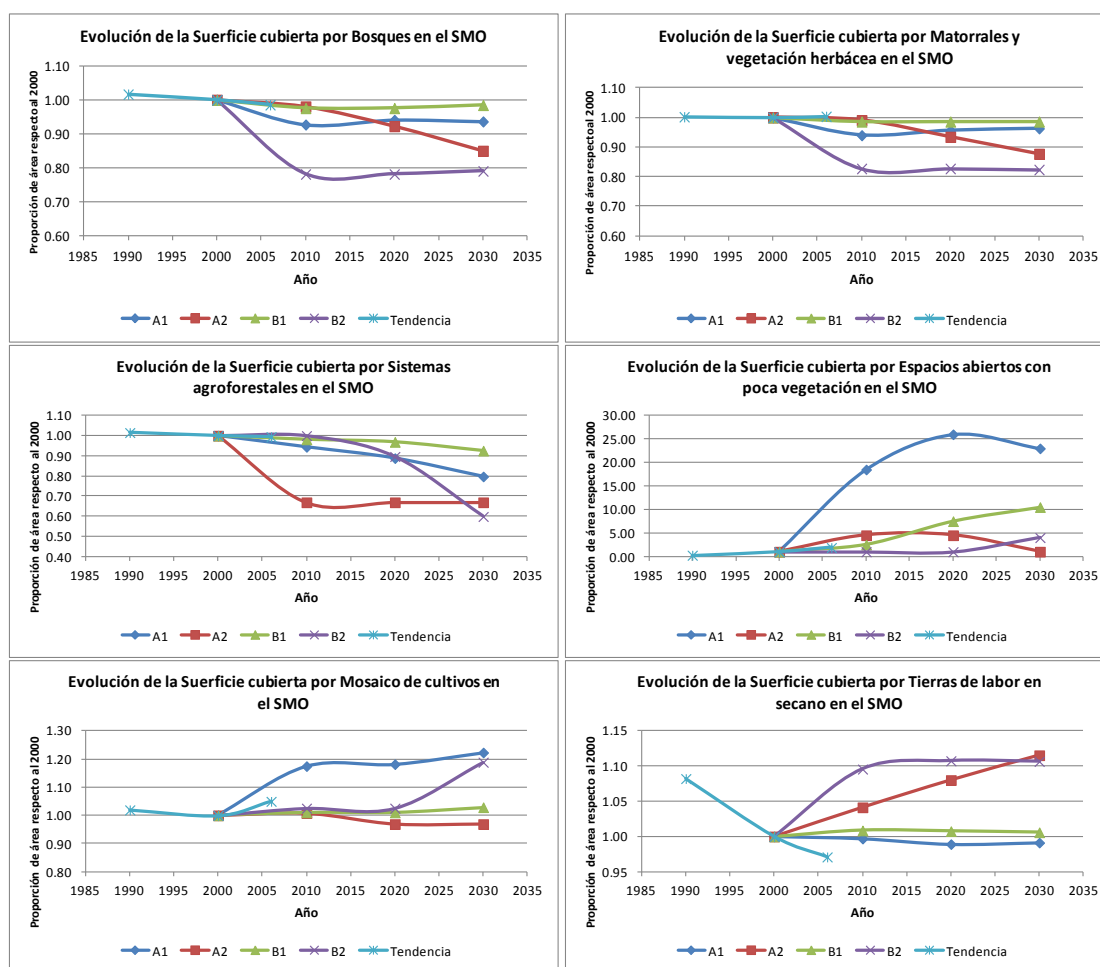 Evolución de la Suerficie cubierta por Bosques en el SMO
Proporción de área respecto al 2000
1.10
1.00
0.90
0.80
0.70
0.60
1985 1990 1995 2000 2005 2010 2015 2020 2025 2030 2035
Año
A1 A2 B1 B2 Tendencia
Evolución de la Suerficie cubierta por Matorrales y
vegetación herbácea en el SMO
Proporción de área respectoal 2000
1.10
1.00
0.90
0.80
0.70
0.60
1985 1990 1995 2000 2005 2010 2015 2020 2025 2030 2035
Año
A1 A2 B1 B2 Tendencia
Evolución de la Suerficie cubierta por Sistemas
agroforestales en el SMO
Proporción de área respecto al 2000
1.10
1.00
0.90
0.80
0.70
0.60
0.50
0.40
1985 1990 1995 2000 2005 2010 2015 2020 2025 2030 2035
Año
A1 A2 B1 B2 Tendencia
Evolución de la Suerficie cubierta por Espacios abiertos con
poca vegetación en el SMO
Proporción de área respecto al 2000
30.00
25.00
20.00
15.00
10.00
5.00
0.00
1985 1990 1995 2000 2005 2010 2015 2020 2025 2030 2035
Año
A1 A2 B1 B2 Tendencia
Evolución de la Suerficie cubierta por Mosaico de cultivos en
el SMO
Proporción de área respecto al 2000
1.30
1.20
1.10
1.00
0.90
0.80
1985 1990 1995 2000 2005 2010 2015 2020 2025 2030 2035
Año
A1 A2 B1 B2 Tendencia
Evolución de la Suerficie cubierta por Tierras de labor en
secano en el SMO
Proporción de área respecto al 2000
1.15
1.10
1.05
1.00
0.95
1985 1990 1995 2000 2005 2010 2015 2020 2025 2030 2035
Año
A1 A2 B1 B2 Tendencia